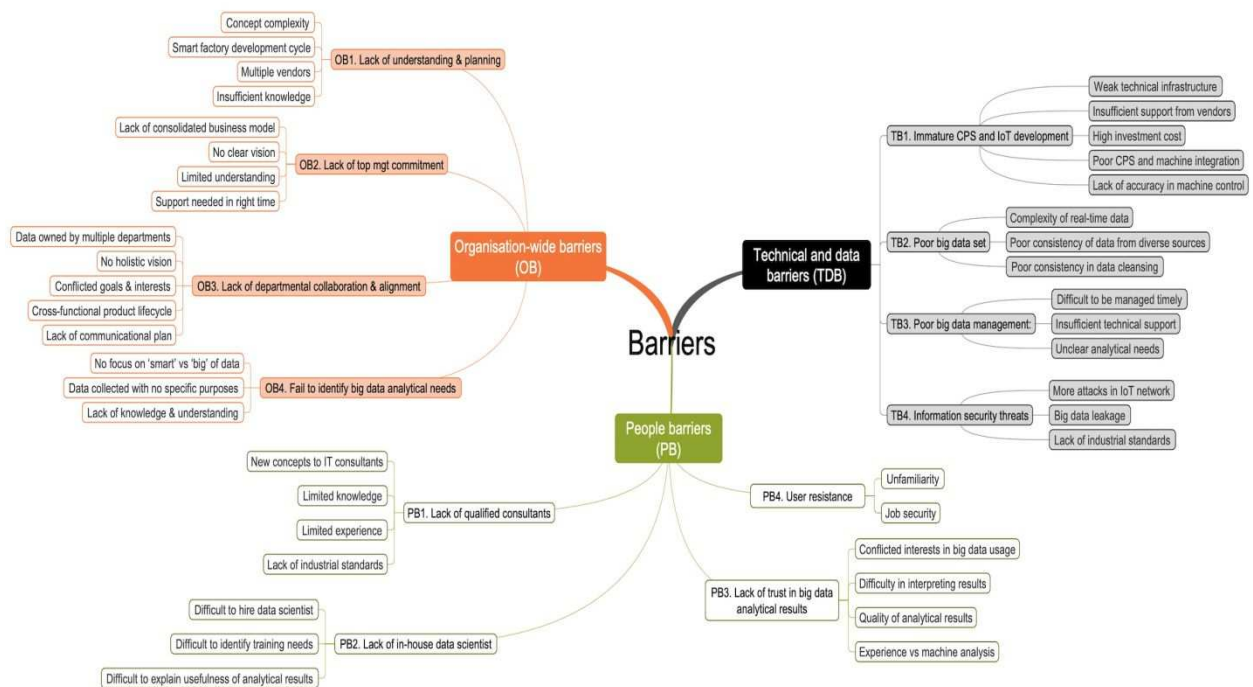 Barriers
Organisation-wide barriers
(OB)
OB1. Lack of understanding & planning
Concept complexity
Smart factory development cycle
Multiple vendors
Insufficient knowledge
OB2. Lack of top mgt commitment
Lack of consolidated business model
No clear vision
Limited understanding
Support needed in right time
OB3. Lack of departmental collaboration & alignment
Data owned by multiple departments
No holistic vision
Conflicted goals & interests
Cross-functional product lifecycle
Lack of communicational plan
OB4. Fail to identify big data analytical needs
No focus on 'smart' vs 'big' of data
Data collected with no specific purposes
Lack of knowledge & understanding
Technical and data
barriers (TDB)
TB1. Immature CPS and IoT development
Weak technical infrastructure
Insufficient support from vendors
High investment cost
Poor CPS and machine integration
Lack of accuracy in machine control
TB2. Poor big data set
Complexity of real-time data
Poor consistency of data from diverse sources
Poor consistency in data cleansing
TB3. Poor big data management:
Difficult to be managed timely
Insufficient technical support
Unclear analytical needs
TB4. Information security threats
More attacks in IoT network
Big data leakage
Lack of industrial standards
People barriers
(PB)
PB1. Lack of qualified consultants
New concepts to IT consultants
Limited knowledge
Limited experience
Lack of industrial standards
PB2. Lack of in-house data scientist
Difficult to hire data scientist
Difficult to identify training needs
Difficult to explain usefulness of analytical results
PB4. User resistance
Unfamiliarity
Job security
PB3. Lack of trust in big data
analytical results
Conflicted interests in big data usage
Difficulty in interpreting results
Quality of analytical results
Experience vs machine analysis